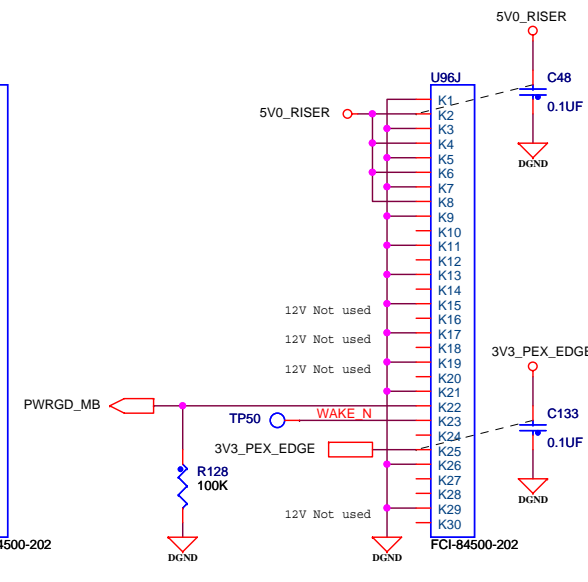 5V0_RISER
U96J
C48
0.1UF
DGND
5V0_RISER
K1
K2
K3
K4
K5
K6
K7
K8
K9
K10
K11
K12
K13
K14
12V Not used
K15
K16
12V Not used
K17
K18
12V Not used
K19
K20
K21
3V3_PEX_EDGE
PWRGD_MB
K22
TP50
WAKE_N
K23
C133
K24
0.1UF
3V3_PEX_EDGE
K25
K26
R128
100K
K27
K28
DGND
12V Not used
K29
K30
4500-202
DGND
DGND
FCI-84500-202